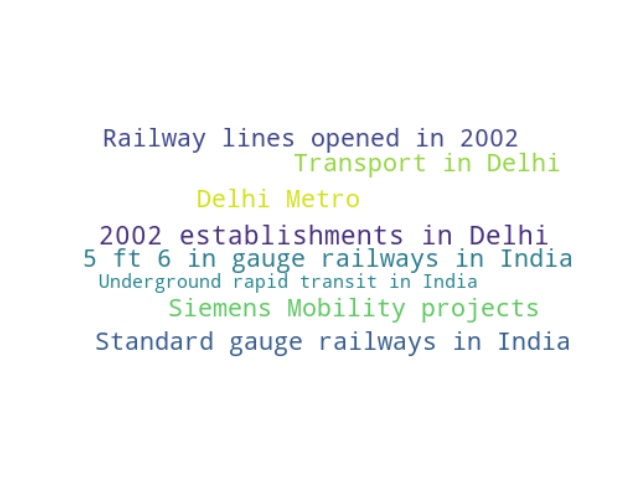 Railway lines opened in 2002
Transport in Delhi
Delhi Metro
2002 establishments in Delhi
5 ft 6 in gauge railways in India
Underground rapid transit in India
Siemens Mobility projects
Standard gauge railways in India